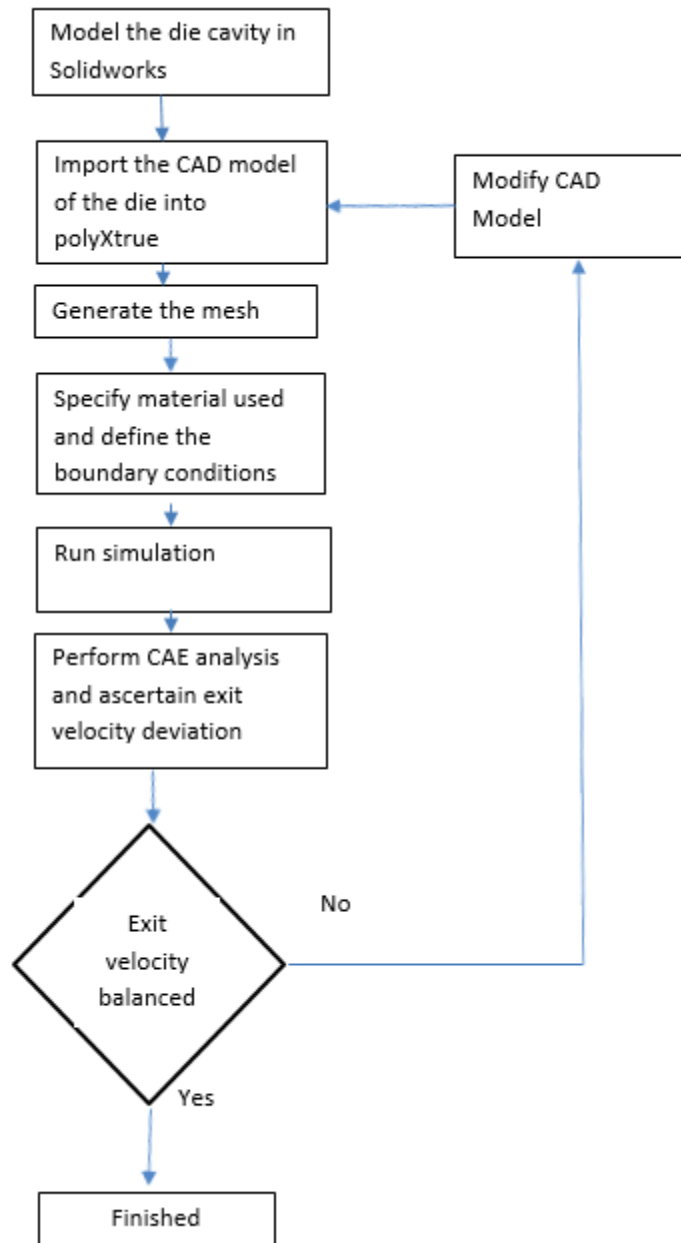 Model the die cavity in
Solidworks
Import the CAD model
of the die into
polyXtrue
Modify CAD
Model
Generate the mesh
Specify material used
and define the
boundary conditions
Run simulation
Perform CAE analysis
and ascertain exit
velocity deviation
Exit
velocity
balanced
No
Yes
Finished